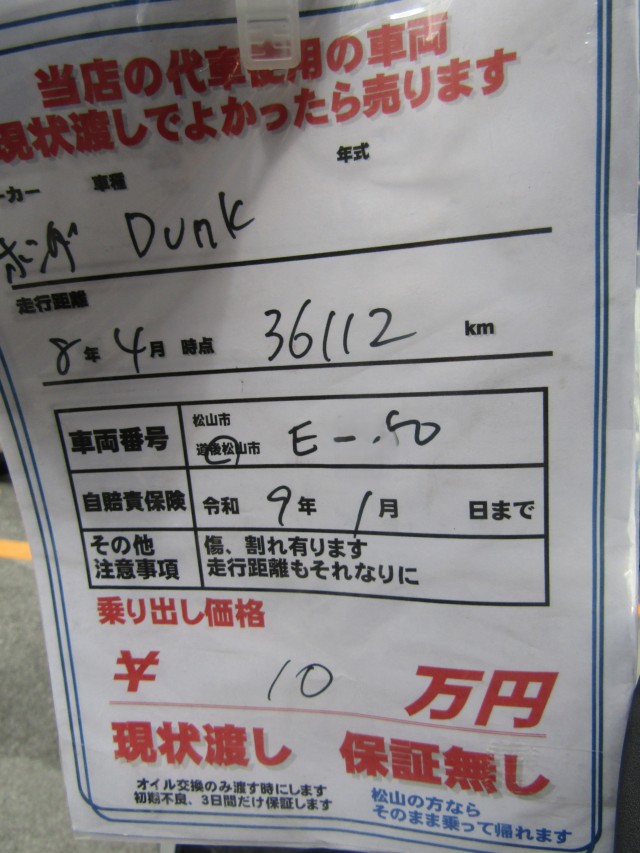 当店の代車使用の車両
現状渡しでよかったら売ります
ーカー 車種 年式
ホンダ Dunk
走行距離
8年4月 時点 36112 km
車両番号
松山市
道後松山市 E-.50
自賠責保険 令和 9年 1月 日まで
その他
注意事項
傷、割れ有ります
走行距離もそれなりに
乗り出し価格
¥ 10 万円
現状渡し 保証無し
オイル交換のみ渡す時にします
初期不良、3日間だけ保証します
松山の方なら
そのまま乗って帰れます